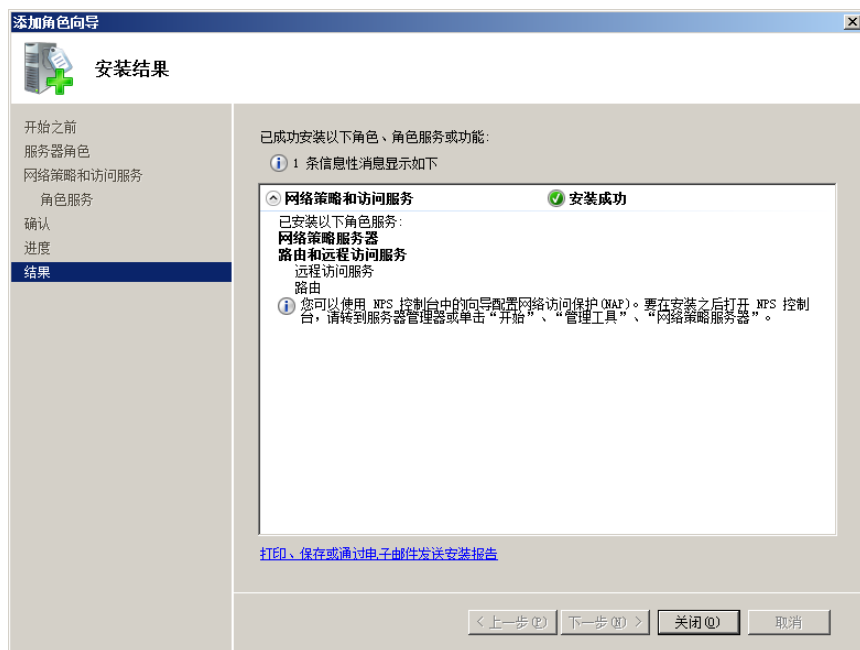 添加角色向导
安装结果
开始之前
服务器角色
网络策略和访问服务
角色服务
确认
进度
结果
已成功安装以下角色、角色服务或功能:
1 条信息性消息显示如下
网络策略和访问服务 安装成功
已安装以下角色服务:
网络策略服务器
路由和远程访问服务
远程访问服务
路由
您可以使用 NPS 控制台中的向导配置网络访问保护(NAP)。要在安装之后打开 NPS 控制
台，请转到服务器管理器或单击“开始”、“管理工具”、“网络策略服务器”。
打印、保存或通过电子邮件发送安装报告
< 上一步(P) 下一步(N) > 关闭(O) 取消